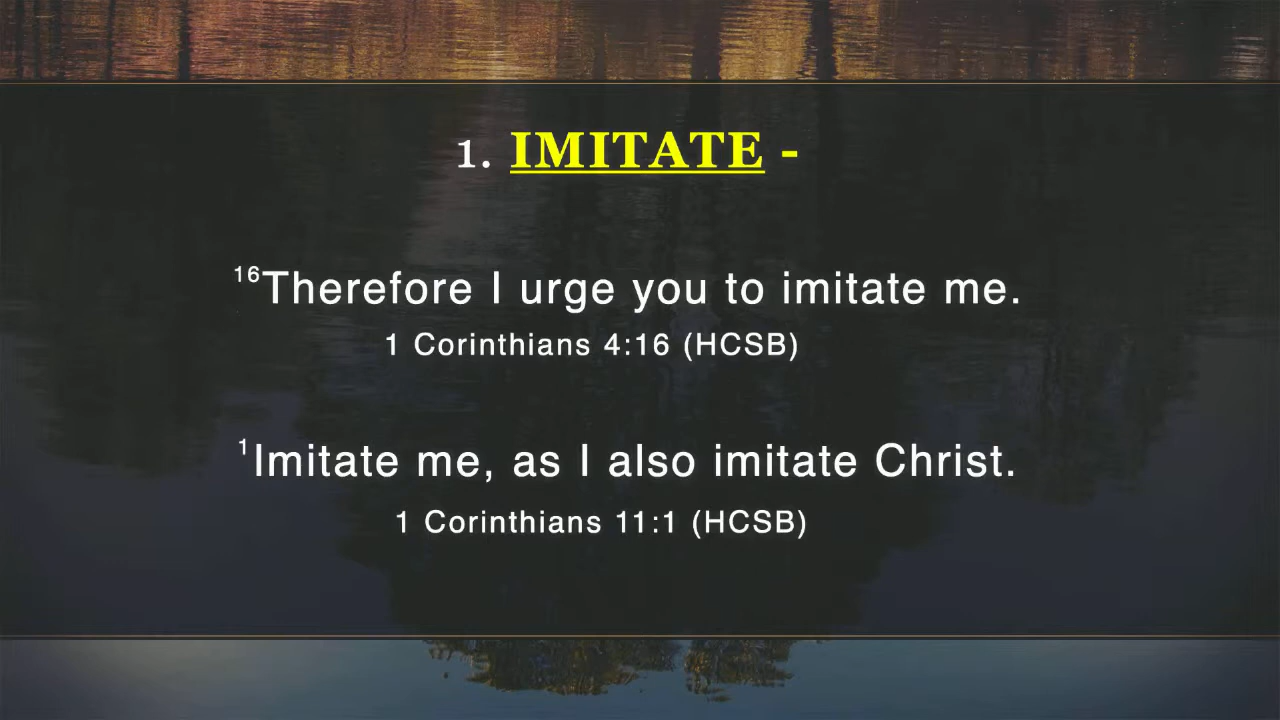 1. IMITATE -
16Therefore I urge you to imitate me.
1 Corinthians 4:16 (HCSB)
1Imitate me, as I also imitate Christ.
1 Corinthians 11:1 (HCSB)